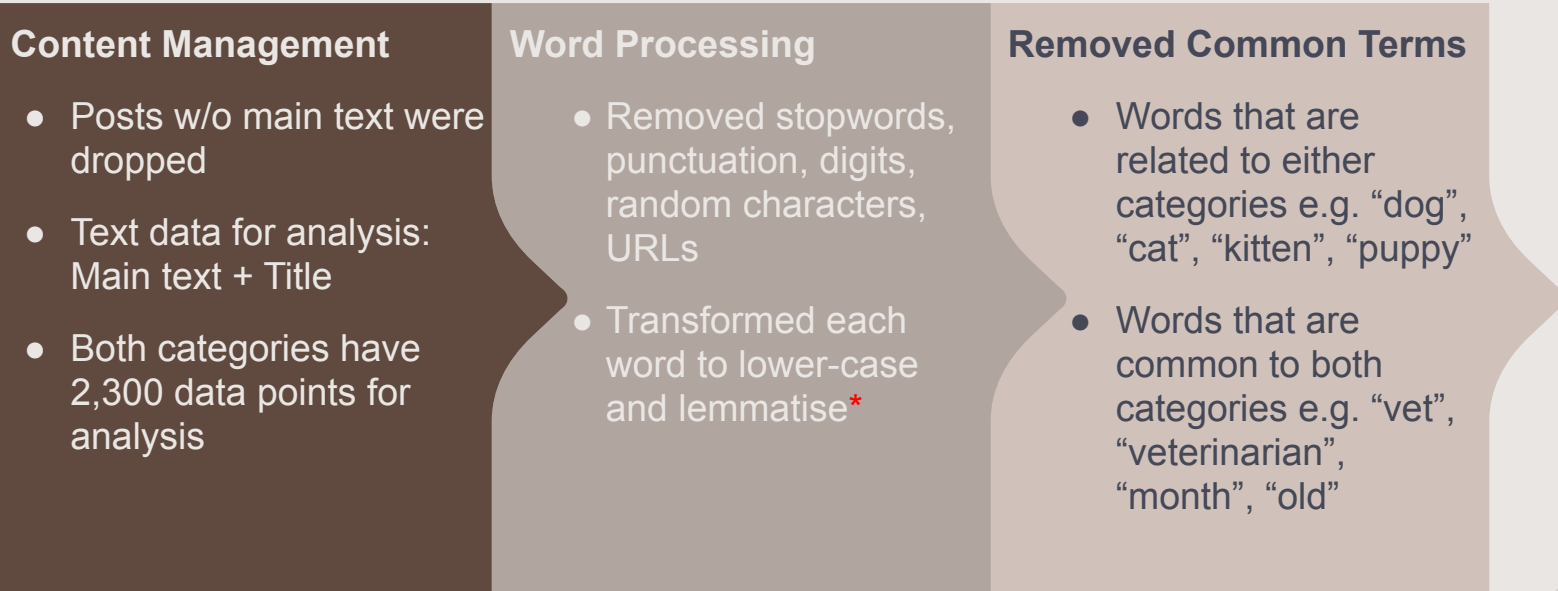 Content Management
● Posts w/o main text were
dropped
● Text data for analysis:
Main text + Title
● Both categories have
2,300 data points for
analysis
Word Processing
● Removed stopwords,
punctuation, digits,
random characters,
URLs
● Transformed each
word to lower-case
and lemmatise*
Removed Common Terms
● Words that are
related to either
categories e.g. “dog”,
“cat”, “kitten”, “puppy”
● Words that are
common to both
categories e.g. “vet”,
“veterinarian”,
“month”, “old”